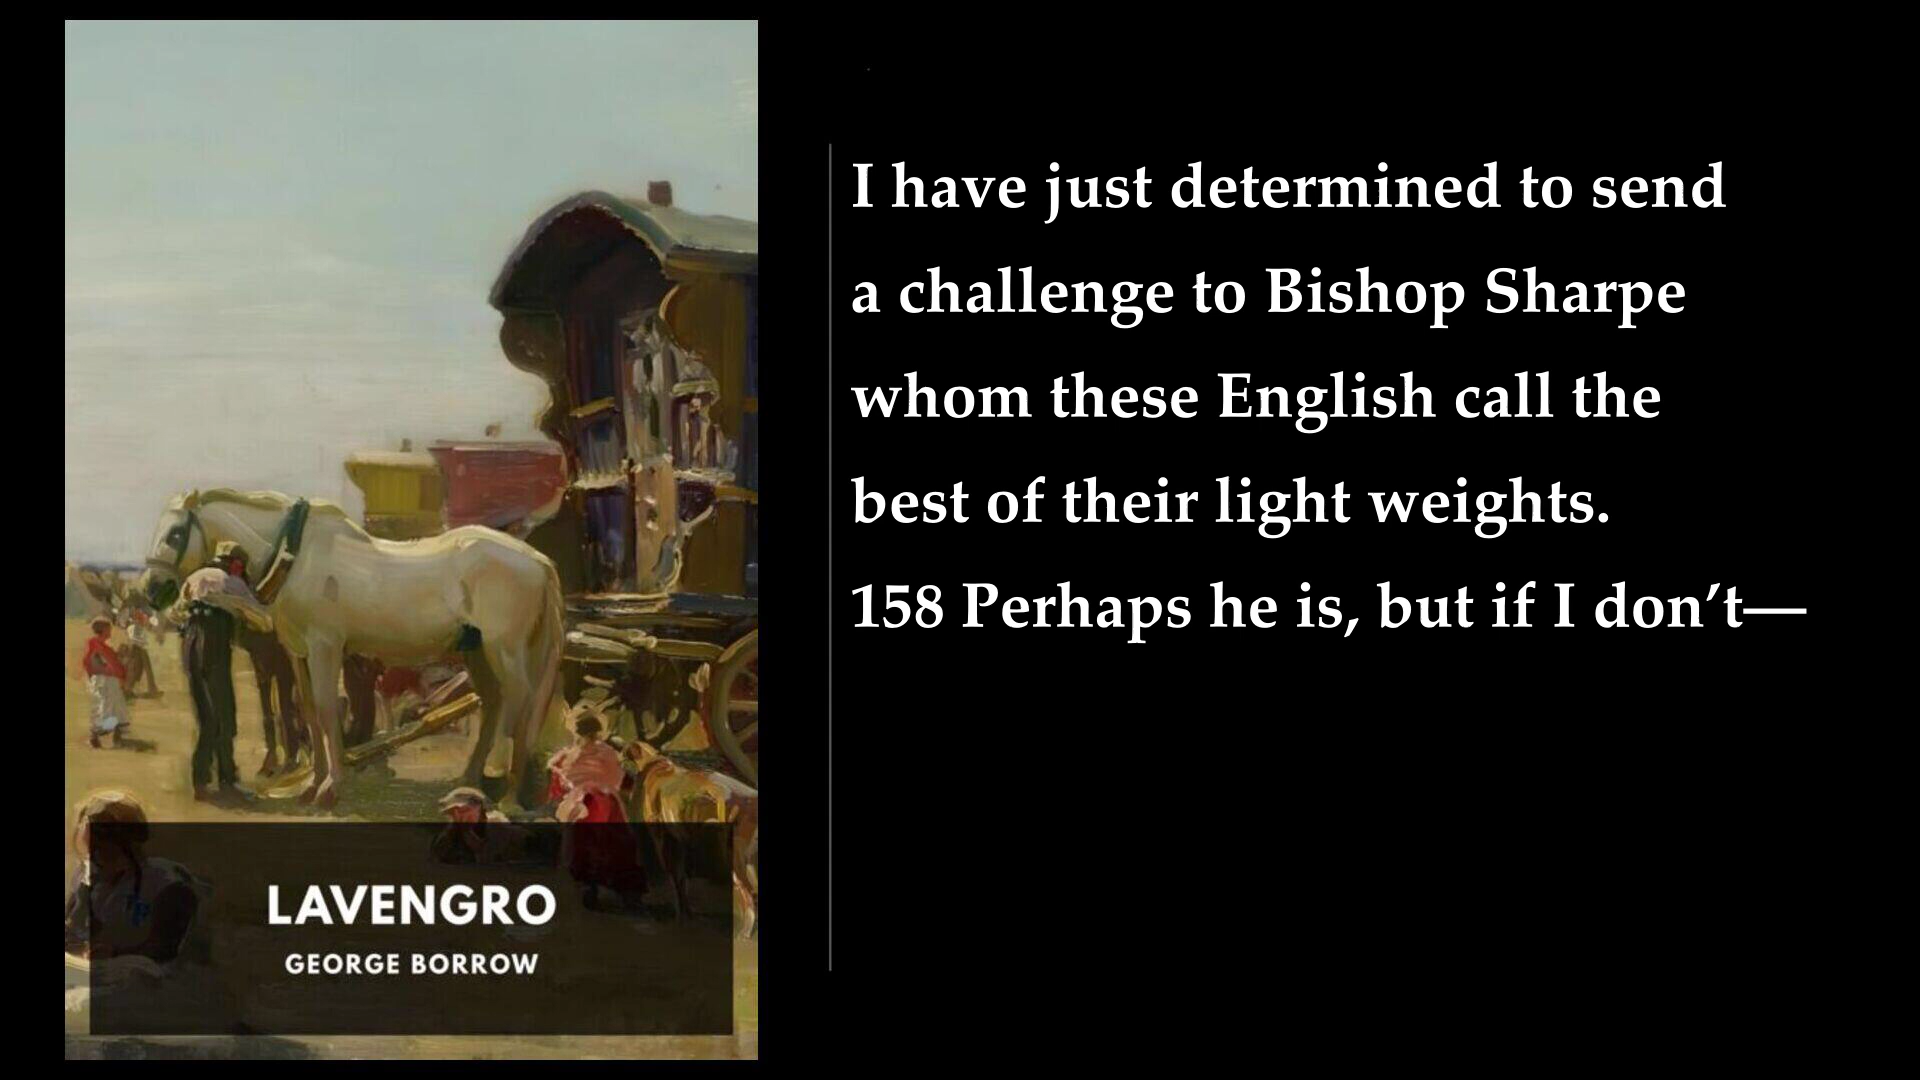 I have just determined to send
a challenge to Bishop Sharpe
whom these English call the
best of their light weights.
158 Perhaps he is, but if I don’t—
LAVENGRO
GEORGE BORROW